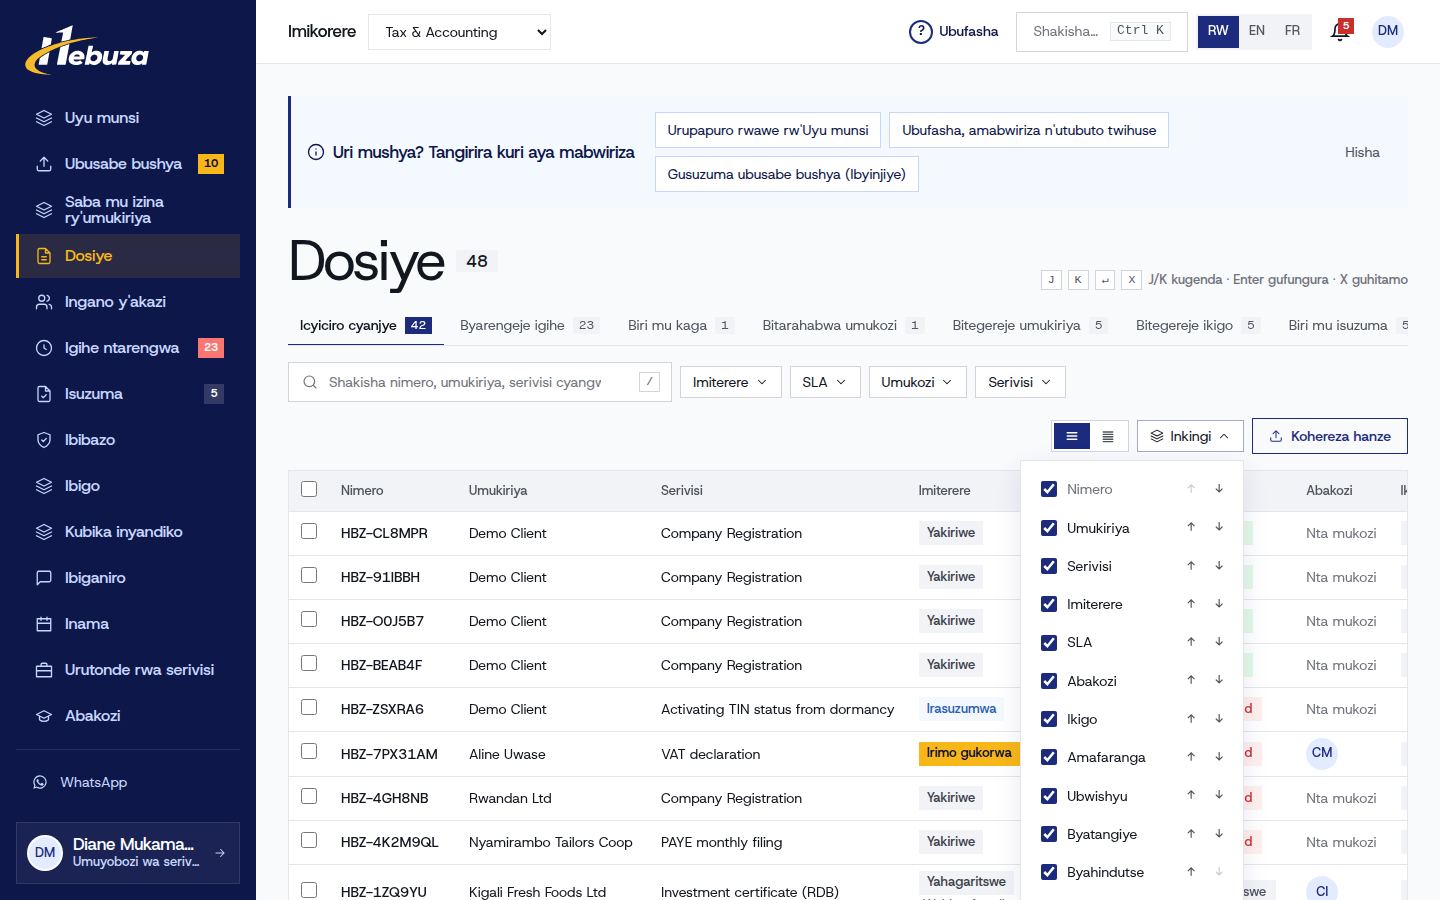 Hebuza
Uyu munsi
Ubusabe bushya 10
Saba mu izina
ry'umukiriya
Dosiye
Ingano y'akazi
Igihe ntarengwa 23
Isuzuma 5
Ibibazo
Ibigo
Kubika inyandiko
Ibiganiro
Inama
Urutonde rwa serivisi
Abakozi
WhatsApp
DM Diane Mukama...
Umuyobozi wa seriv...
Imikorere Tax & Accounting ? Ubufasha Shakisha... Ctrl K RW EN FR 5 DM
Uri mushya? Tangirira kuri aya mabwiriza
Urupapuro rwawe rw'Uyu munsi
Ubufasha, amabwiriza n'utubuto twihuse
Gusuzuma ubusabe bushya (Ibyinjiye)
Hisha
Dosiye 48
J K ↵ X J/K kugenda · Enter gufungura · X guhitamo
Icyiciro cyanjye 42 Byarengeje igihe 23 Biri mu kaga 1 Bitarahabwa umukozi 1 Bitegereje umukiriya 5 Bitegereje ikigo 5 Biri mu isuzuma 5
Shakisha nimero, umukiriya, serivisi cyangw / Imiterere SLA Umukozi Serivisi
Inkingi Kohereza hanze
Nimero Umukiriya Serivisi Imiterere Abakozi
HBZ-CL8MPR Demo Client Company Registration Yakiriwe Nta mukozi
HBZ-91IBBH Demo Client Company Registration Yakiriwe Nta mukozi
HBZ-O0J5B7 Demo Client Company Registration Yakiriwe Nta mukozi
HBZ-BEAB4F Demo Client Company Registration Yakiriwe Nta mukozi
HBZ-ZSXRA6 Demo Client Activating TIN status from dormancy Irasuzumwa d Nta mukozi
HBZ-7PX31AM Aline Uwase VAT declaration Irimo gukorwa d CM
HBZ-4GH8NB Rwandan Ltd Company Registration Yakiriwe d Nta mukozi
HBZ-4K2M9QL Nyamirambo Tailors Coop PAYE monthly filing Yakiriwe d Nta mukozi
HBZ-1ZQ9YU Kigali Fresh Foods Ltd Investment certificate (RDB) Yahagaritswe swe CI
Nimero ↑ ↓
Umukiriya ↑ ↓
Serivisi ↑ ↓
Imiterere ↑ ↓
SLA ↑ ↓
Abakozi ↑ ↓
Ikigo ↑ ↓
Amafaranga ↑ ↓
Ubwishyu ↑ ↓
Byatangiye ↑ ↓
Byahindutse ↑ ↓